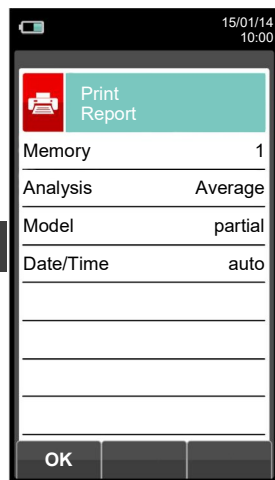 15/01/14
10:00
Print
Report
Memory 1
Analysis Average
Model partial
Date/Time auto
OK